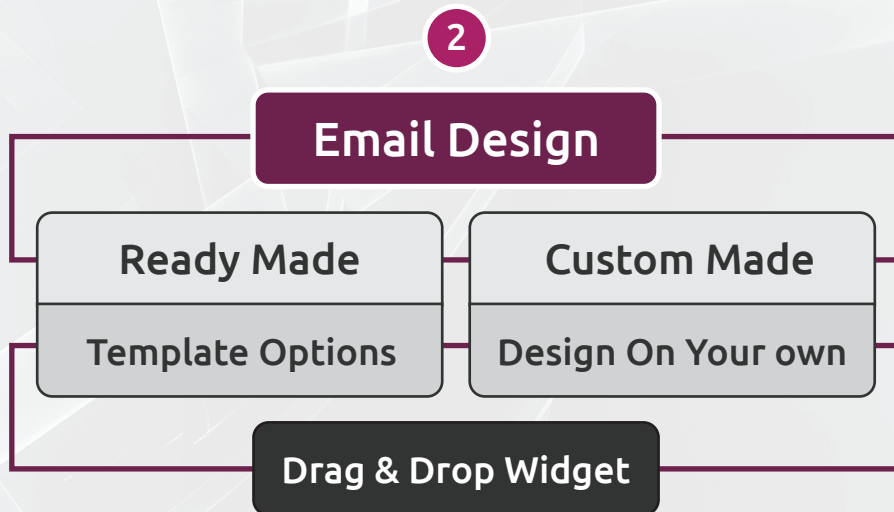 2
Email Design
Ready Made
Custom Made
Template Options
Design On Your own
Drag & Drop Widget